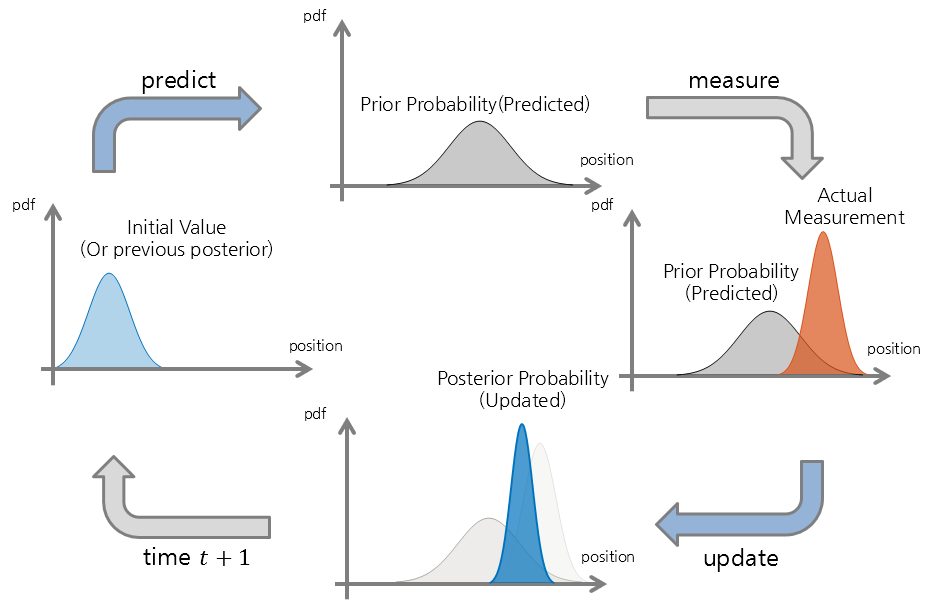 pdf
predict
measure
Prior Probability(Predicted)
position
pdf
Initial Value
(Or previous posterior)
position
pdf
Actual
Measurement
Prior Probability
(Predicted)
position
Posterior Probability
(Updated)
pdf
position
time t + 1
update